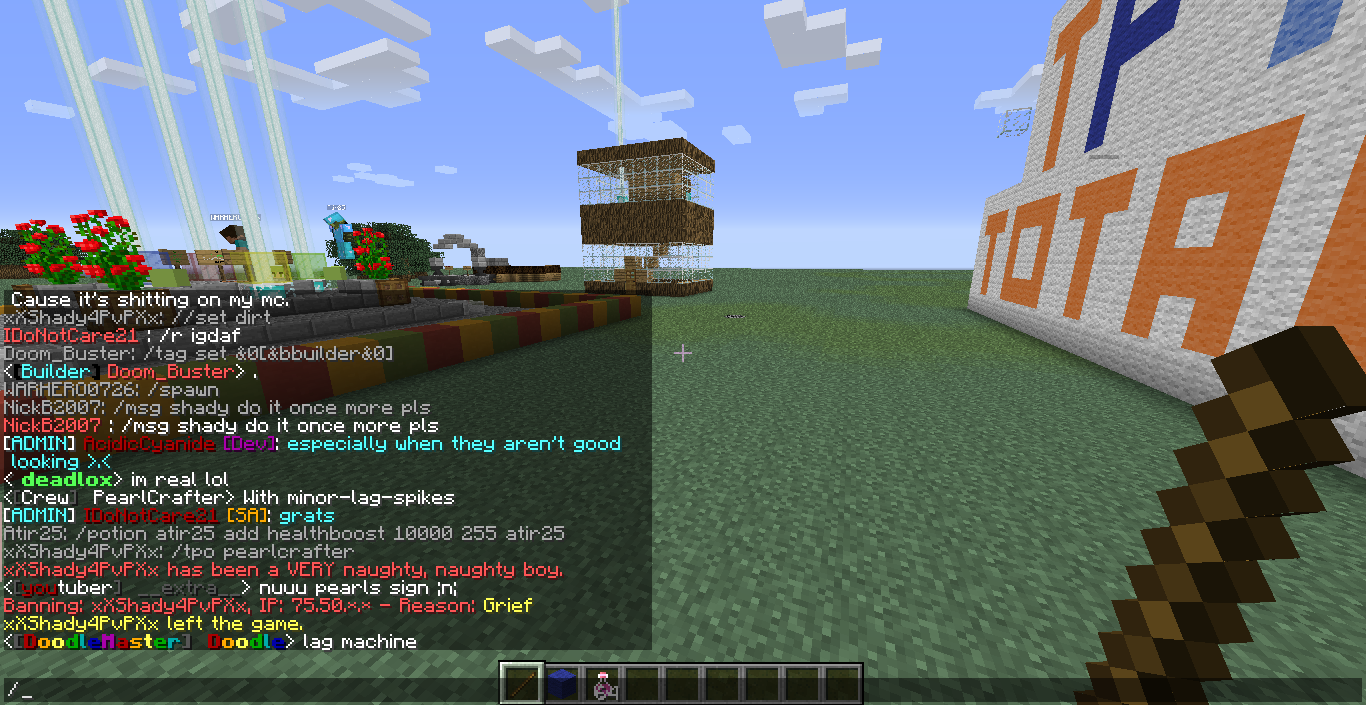 TOTA
Cause it's shitting on my mc.
xXShady4PvPXx: //set dirt
IDoNotCare21 : /r igdaf
Doom_Buster: /tag set &0[&bbuilder&0]
<[Builder] Doom_Buster> .
WARHERO0726: /spawn
NickB2007: /msg shady do it once more pls
NickB2007 : /msg shady do it once more pls
[ADMIN] AcidicCyanide [Dev]: especially when they aren't good
looking >.<
< deadlox> im real lol
<[Crew] PearlCrafter> With minor-lag-spikes
[ADMIN] IDoNotCare21 [SA]: grats
Atir25: /potion atir25 add healthboost 10000 255 atir25
xXShady4PvPXx: /tpo pearlcrafter
xXShady4PvPXx has been a VERY naughty, naughty boy.
<[youtuber] __extra__> nuuu pearls sign ;n;
Banning: xXShady4PvPXx, IP: 75.50.*.* - Reason: Grief
xXShady4PvPXx left the game.
<[DoodleMaster] Doodle> lag machine
/_